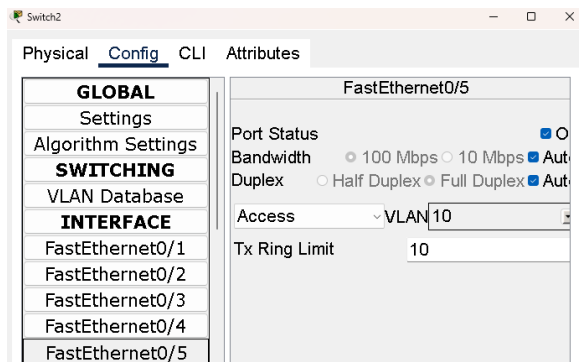 Switch2
Physical Config CLI Attributes
GLOBAL
Settings
Algorithm Settings
SWITCHING
VLAN Database
INTERFACE
FastEthernet0/1
FastEthernet0/2
FastEthernet0/3
FastEthernet0/4
FastEthernet0/5
FastEthernet0/5
Port Status O
Bandwidth 100 Mbps 10 Mbps Aut
Duplex Half Duplex Full Duplex Aut
Access VLAN 10
Tx Ring Limit 10